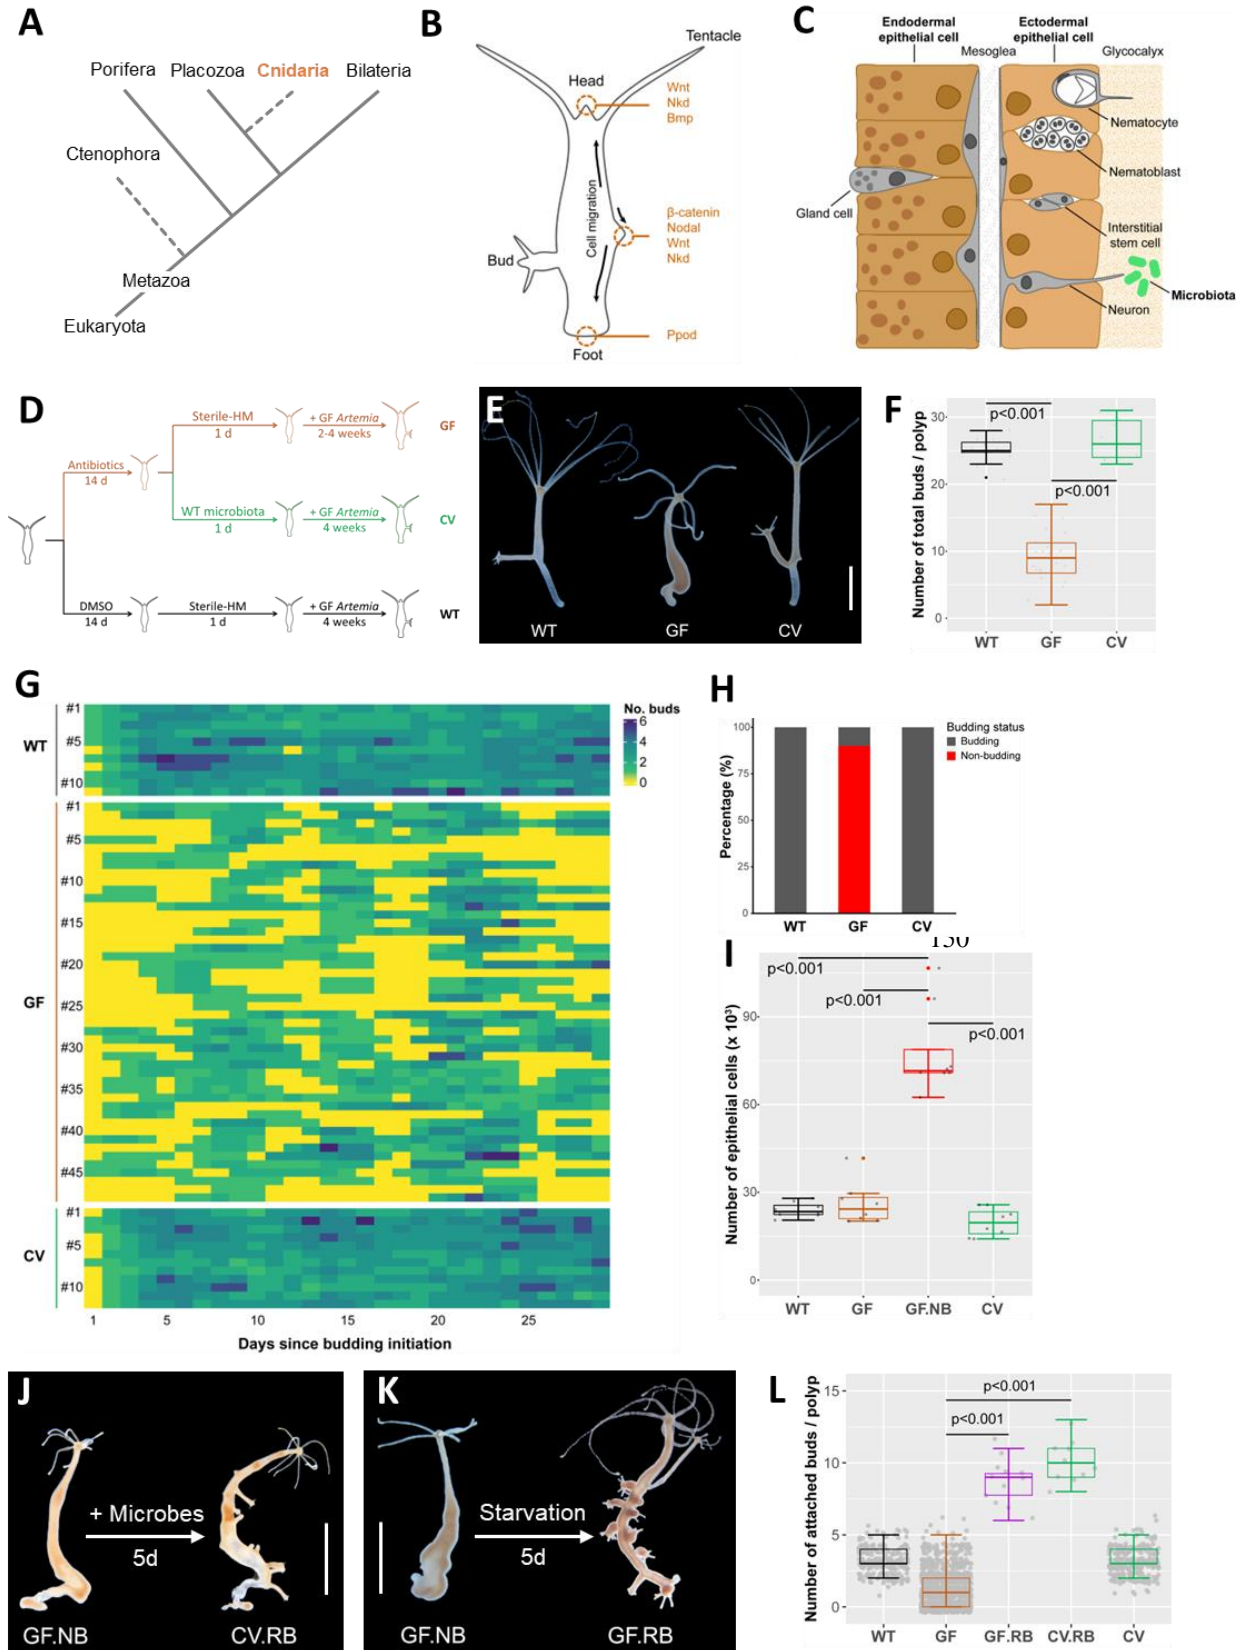 A
Porifera Placozoa Cnidaria Bilateria
Ctenophora
Metazoa
Eukaryota
B
Tentacle
Head
Wnt
Nkd
Bmp
Cell migration
β-catenin
Nodal
Wnt
Nkd
Bud
Ppod
Foot
C
Endodermal
epithelial cell
Ectodermal
epithelial cell
Mesoglea
Glycocalyx
Nematocyte
Nematoblast
Gland cell
Interstitial
stem cell
Microbiota
Neuron
D
Sterile-HM
1 d
+ GF Artemia
2-4 weeks
GF
Antibiotics
14 d
WT microbiota
1 d
+ GF Artemia
4 weeks
CV
DMSO
14 d
Sterile-HM
1 d
+ GF Artemia
4 weeks
WT
E
WT GF CV
F
Number of total buds / polyp
30
20
10
0
p<0.001
p<0.001
WT GF CV
G
No. buds
6
4
2
0
WT
#1
#5
#10
GF
#1
#5
#10
#15
#20
#25
#30
#35
#40
#45
CV
#1
#5
#10
1 5 10 15 20 25
Days since budding initiation
H
Percentage (%)
100
75
50
25
0
Budding status
Budding
Non-budding
WT GF CV
I
150
Number of epithelial cells (x 10³)
90
60
30
0
p<0.001
p<0.001
p<0.001
WT GF GF.NB CV
J
+ Microbes
5d
GF.NB CV.RB
K
Starvation
5d
GF.NB GF.RB
L
Number of attached buds / polyp
15
10
5
0
p<0.001
p<0.001
WT GF GF.RB CV.RB CV